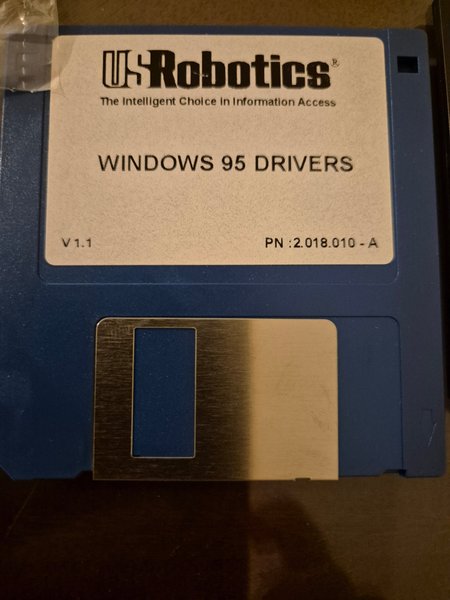 USRobotics®
The Intelligent Choice in Information Access
WINDOWS 95 DRIVERS
V 1.1 PN :2.018.010 - A